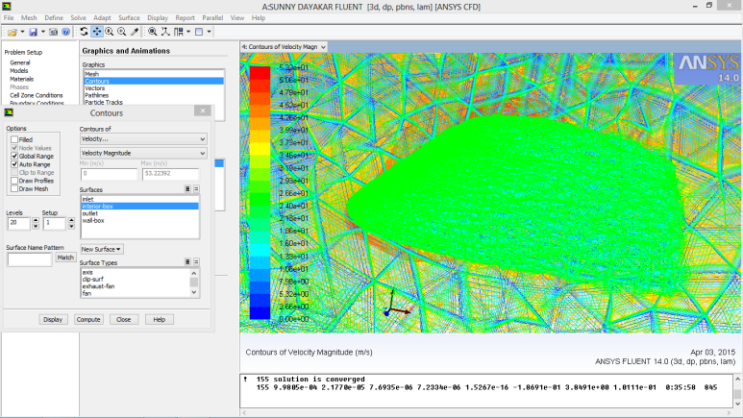 A:SUNNY DAYAKAR FLUENT [3d, dp, pbns, lam] [ANSYS CFD]
File Mesh Define Solve Adapt Surface Display Report Parallel View Help
Problem Setup
General
Models
Materials
Phases
Cell Zone Conditions
Boundary Conditions
Graphics and Animations
Graphics
Mesh
Contours
Vectors
Pathlines
Particle Tracks
Contours
Options
Filled
Node Values
Global Range
Auto Range
Clip to Range
Draw Profiles
Draw Mesh
Contours of
Velocity...
Velocity Magnitude
Min (m/s) Max (m/s)
0 53.22392
Surfaces
inlet
interior-box
outlet
wall-box
Levels Setup
20 1
Surface Name Pattern
Match
New Surface
Surface Types
axis
clip-surf
exhaust-fan
fan
Display Compute Close Help
4: Contours of Velocity Magn
5.32e+01
5.06e+01
4.79e+01
4.52e+01
4.26e+01
3.99e+01
3.73e+01
3.46e+01
3.19e+01
2.93e+01
2.66e+01
2.40e+01
2.13e+01
1.86e+01
1.60e+01
1.33e+01
1.06e+01
7.98e+00
5.32e+00
2.66e+00
0.00e+00
ANSYS
14.0
Contours of Velocity Magnitude (m/s)
Apr 03, 2015
ANSYS FLUENT 14.0 (3d, dp, pbns, lam)
! 155 solution is converged
155 9.9805e-04 2.1770e-05 7.6935e-06 7.2334e-06 1.5267e-16 -1.8691e-01 3.8491e+00 1.0111e-01 0:35:58 845